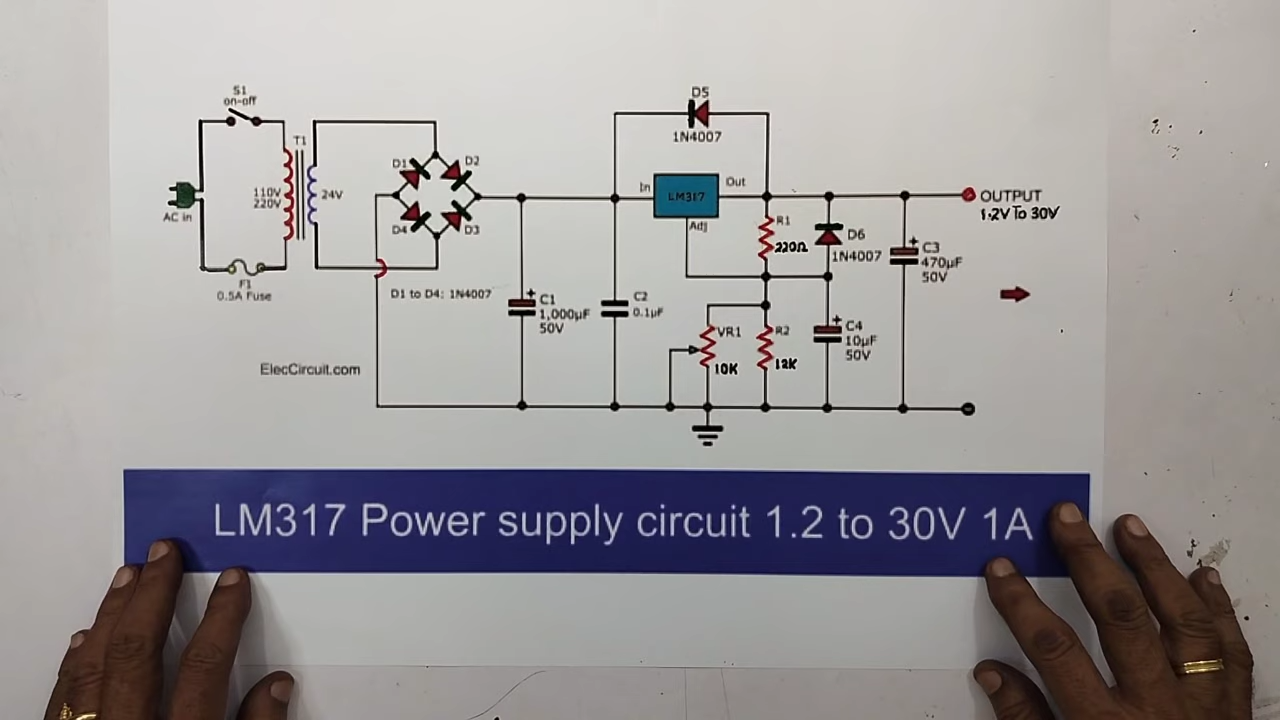 S1
on-off
AC in
F1
0.5A Fuse
110V
220V
T1
24V
D1
D2
D4
D3
D1 to D4: 1N4007
ElecCircuit.com
C1
1,000µF
50V
C2
0.1µF
D5
1N4007
In
LM317
Out
Adj
R1
220Ω
VR1
10K
R2
12K
D6
1N4007
C4
10µF
50V
C3
470µF
50V
OUTPUT
1.2V To 30V
LM317 Power supply circuit 1.2 to 30V 1A